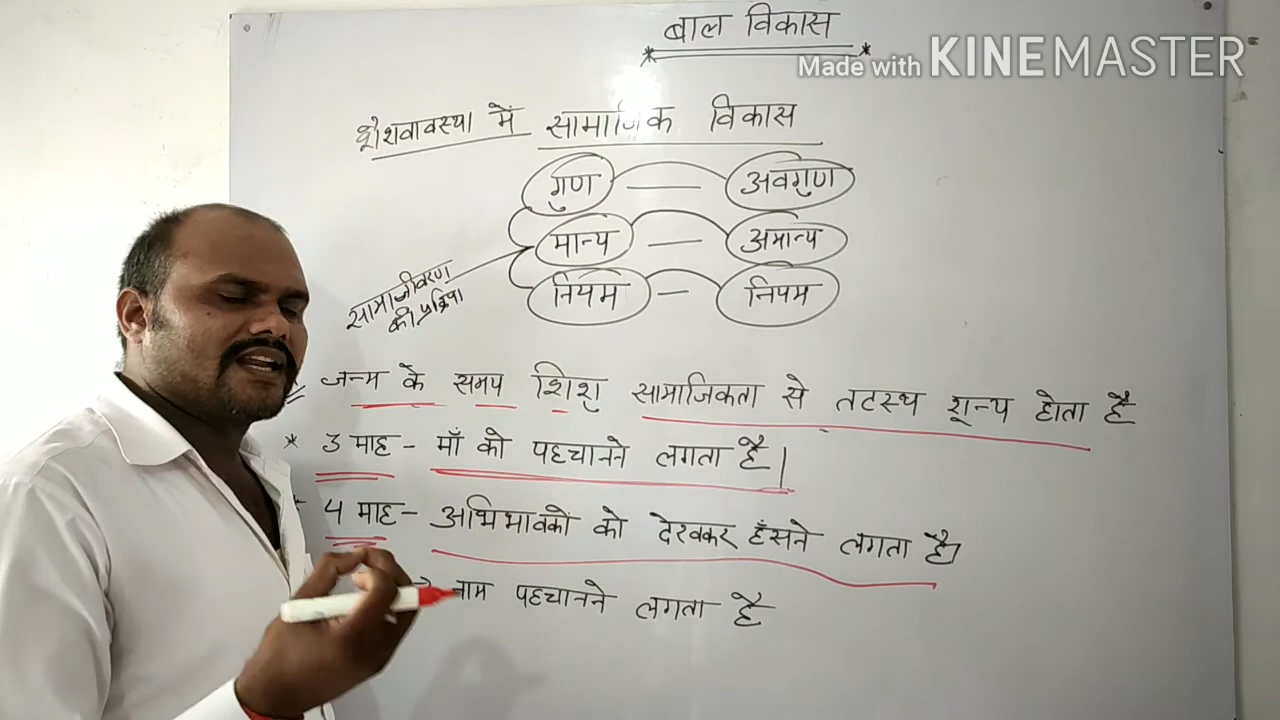 बाल विकास
Made with KINEMASTER
शैशवावस्था में सामाजिक विकास
गुण — अवगुण
मान्य — अमान्य
नियम — नियम
सामाजीकरण
की प्रक्रिया
जन्म के समय शिशु सामाजिकता से तटस्थ शून्य होता है
* 3 माह - माँ को पहचानने लगता है।
* 4 माह - अभिभावकों को देखकर हँसने लगता है।
नाम पहचानने लगता है